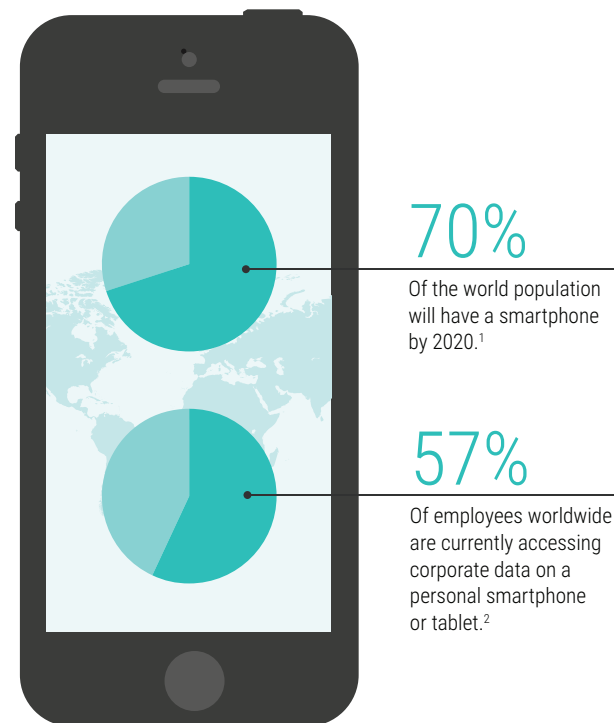 70%
Of the world population
will have a smartphone
by 2020.¹
57%
Of employees worldwide
are currently accessing
corporate data on a
personal smartphone
or tablet.²